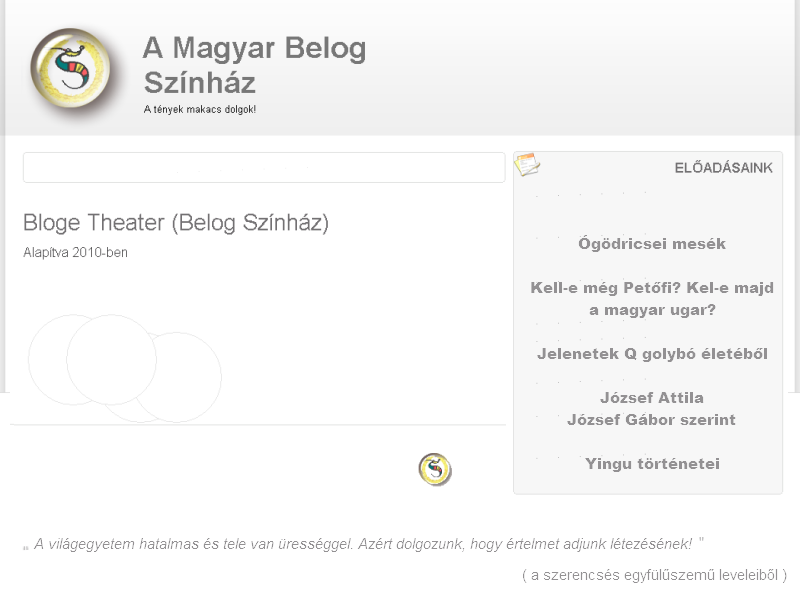 A Magyar Belog
Színház
A tények makacs dolgok!
ELŐADÁSAINK
Bloge Theater (Belog Színház)
Alapítva 2010-ben
Ógödricsei mesék
Kell-e még Petőfi? Kel-e majd
a magyar ugar?
Jelenetek Q golybó életéből
József Attila
József Gábor szerint
Yingu történetei
„ A világegyetem hatalmas és tele van ürességgel. Azért dolgozunk, hogy értelmet adjunk létezésének! ”
( a szerencsés egyfülűszemű leveleiből )